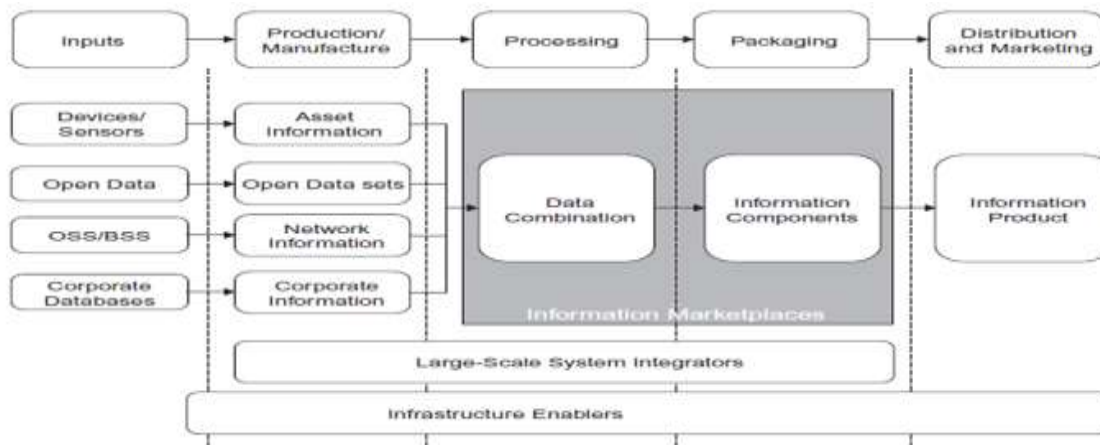 Inputs
Production/
Manufacture
Processing
Packaging
Distribution
and Marketing
Devices/
Sensors
Asset
Information
Open Data
Open Data sets
OSS/BSS
Network
Information
Corporate
Databases
Corporate
Information
Data
Combination
Information
Components
Information
Product
Information Marketplaces
Large-Scale System Integrators
Infrastructure Enablers